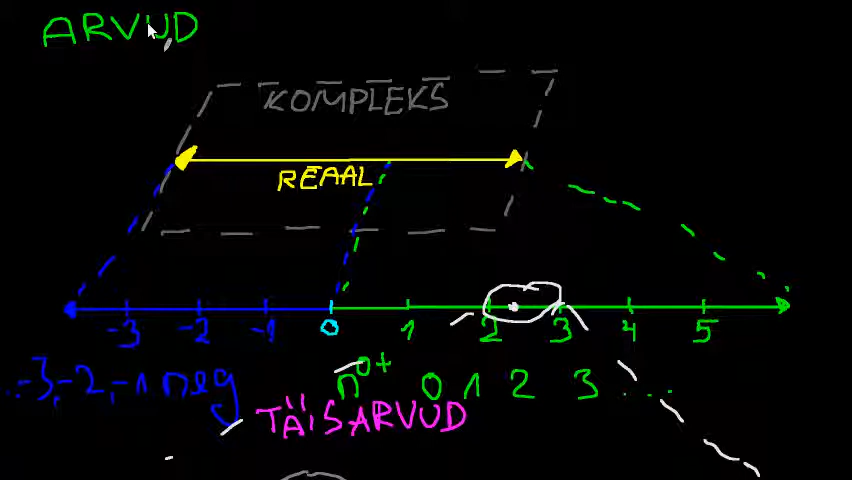 ARVUD
KOMPLEKS
REAAL
-3 -2 -1 0 1 2 3 4 5
..-3,-2,-1 neg n⁰⁺ 0 1 2 3 ....
TÄISARVUD